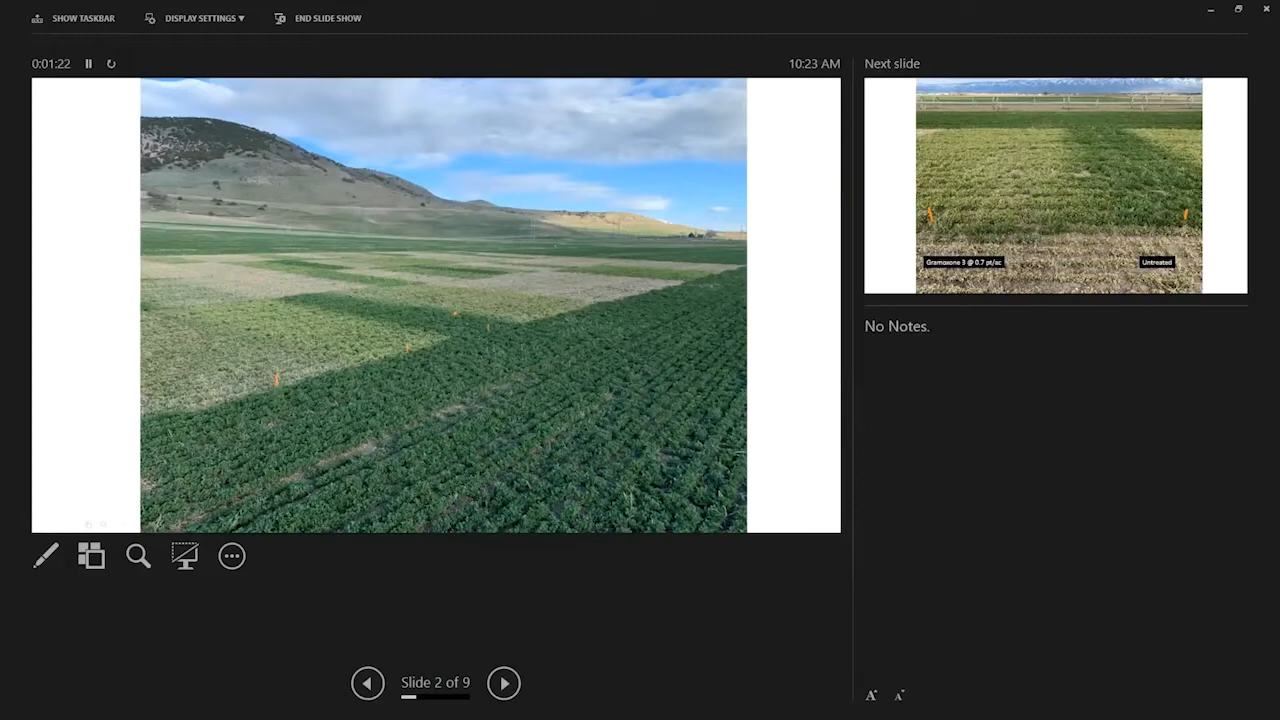 SHOW TASKBAR
DISPLAY SETTINGS ▼
END SLIDE SHOW
0:01:22
10:23 AM
Next slide
Gramoxone 3 @ 0.7 pt/ac
Untreated
No Notes.
Slide 2 of 9
A
A